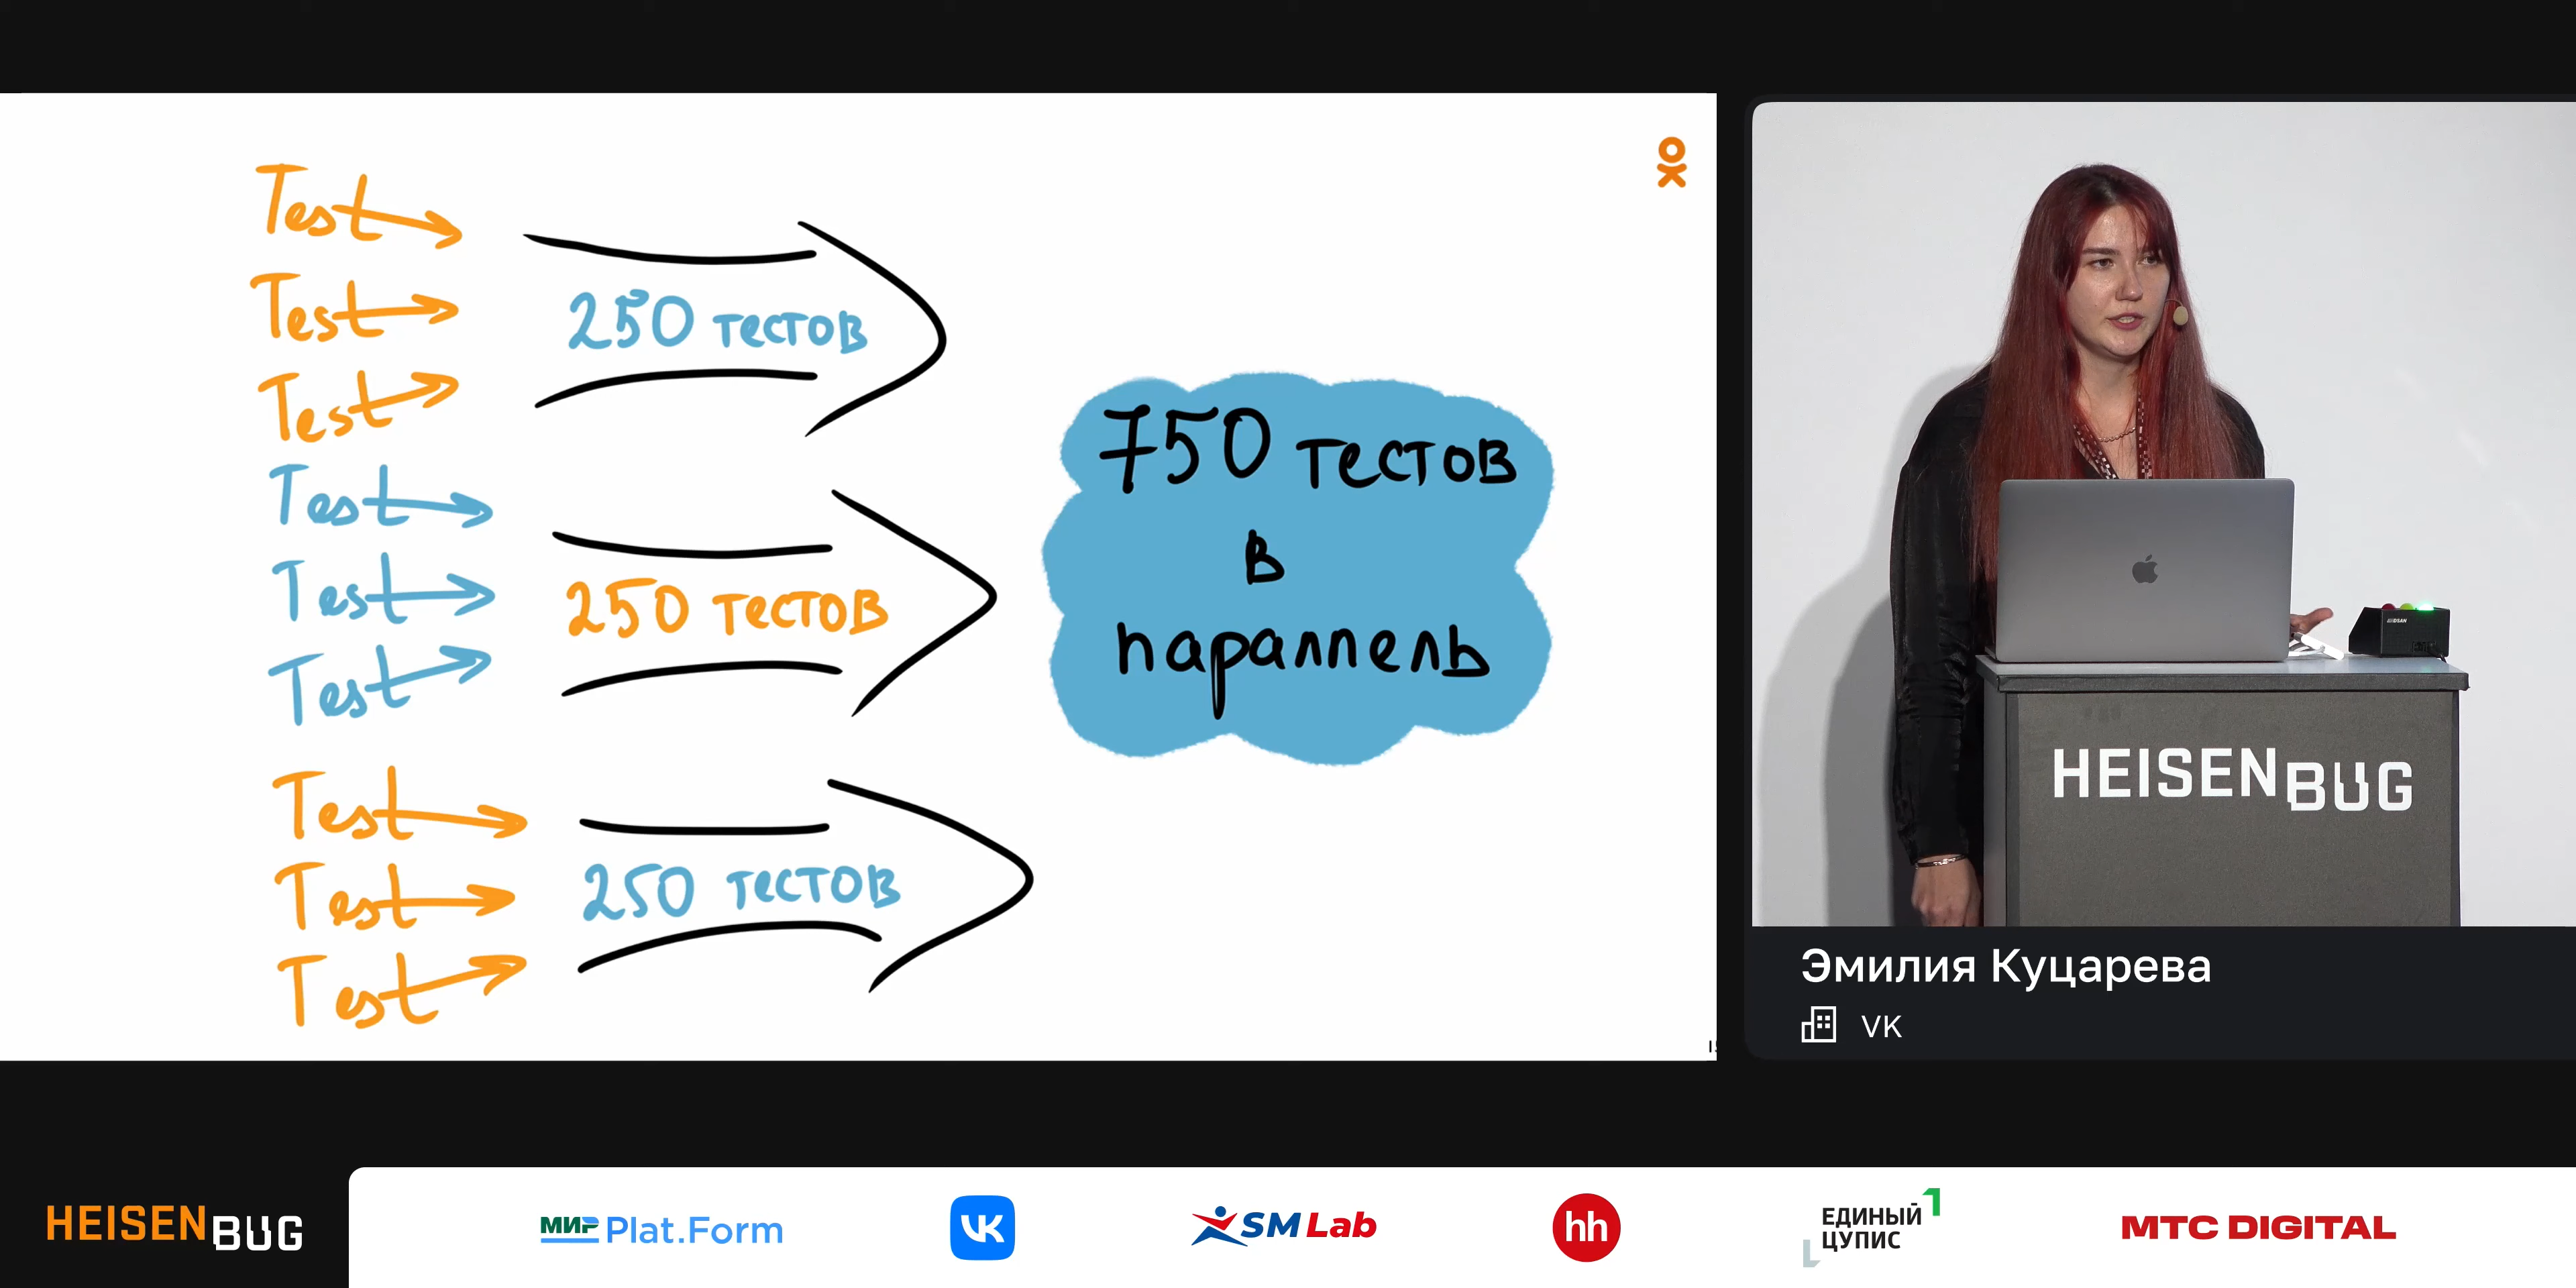 Test
Test
Test
250 тестов
Test
Test
Test
250 тестов
Test
Test
Test
250 тестов
750 тестов
в
параллель
HEISENBUG
Эмилия Куцарева
VK
HEISENBUG
МИР Plat.Form
VK
SM Lab
hh
ЕДИНЫЙ
ЦУПИС
МТС DIGITAL